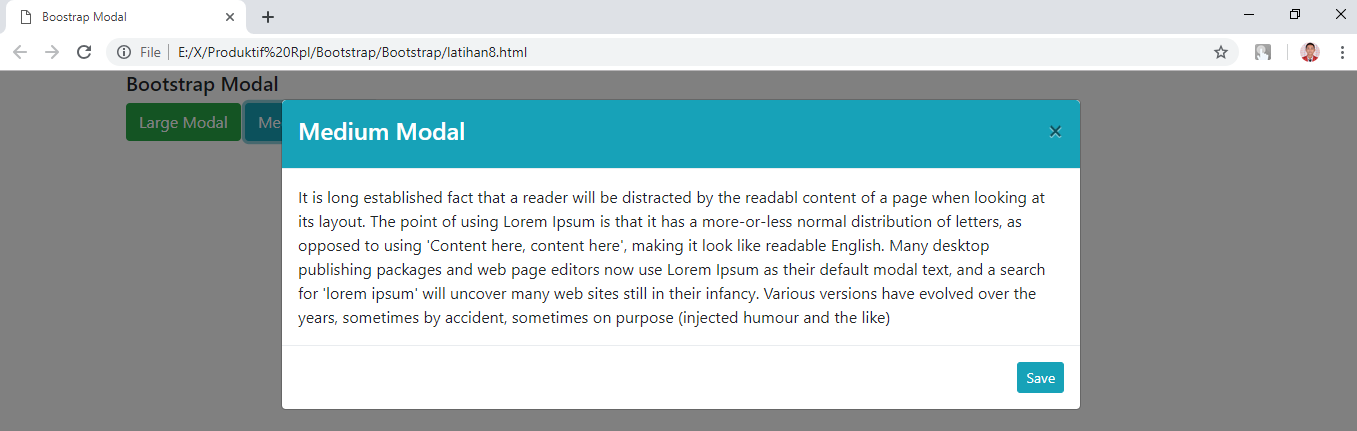 Boostrap Modal
File
E:/X/Produktif%20Rpl/Bootstrap/Bootstrap/latihan8.html
Bootstrap Modal
Large Modal
Medium Modal
It is long established fact that a reader will be distracted by the readabl content of a page when looking at
its layout. The point of using Lorem Ipsum is that it has a more-or-less normal distribution of letters, as
opposed to using 'Content here, content here', making it look like readable English. Many desktop
publishing packages and web page editors now use Lorem Ipsum as their default modal text, and a search
for 'lorem ipsum' will uncover many web sites still in their infancy. Various versions have evolved over the
years, sometimes by accident, sometimes on purpose (injected humour and the like)
Save